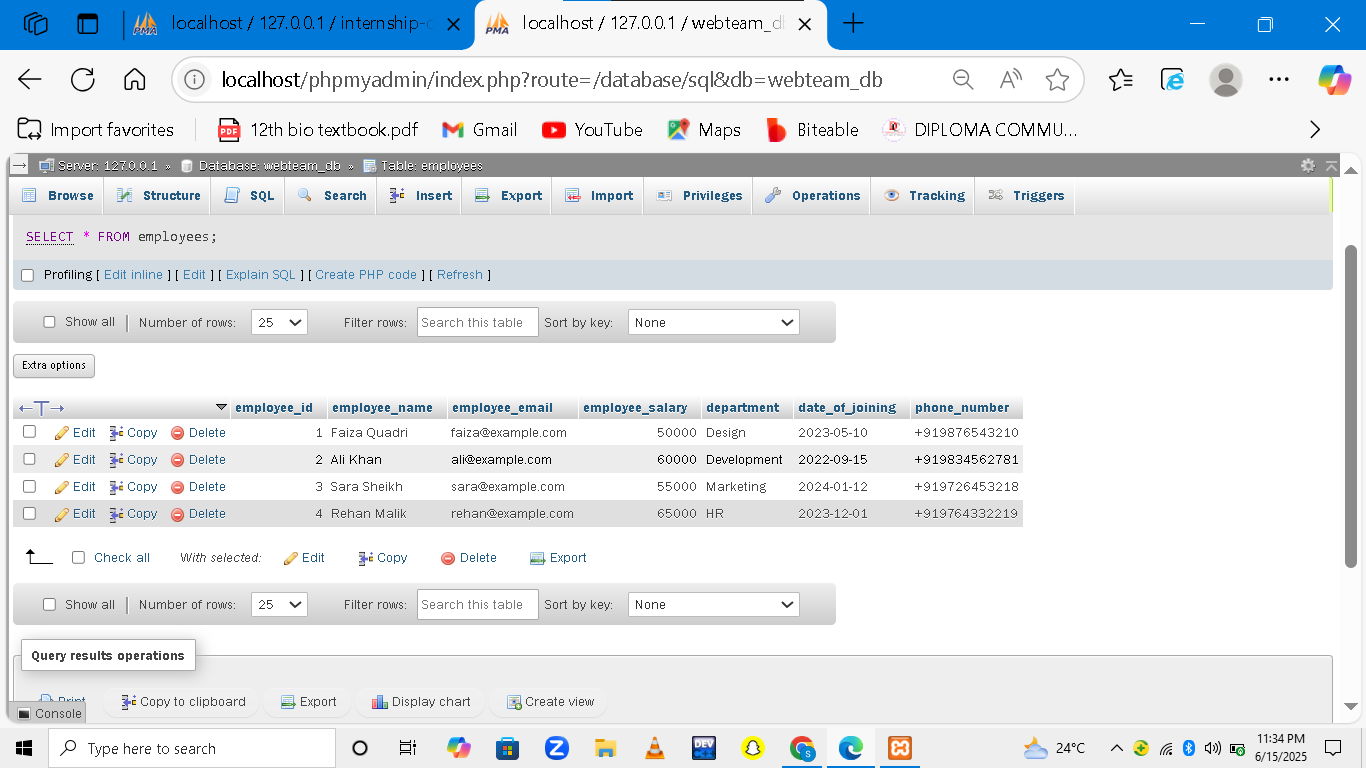 localhost / 127.0.0.1 / internship-
localhost / 127.0.0.1 / webteam_d
localhost/phpmyadmin/index.php?route=/database/sql&db=webteam_db
Import favorites
PDF
12th bio textbook.pdf
Gmail
YouTube
Maps
Biteable
DIPLOMA COMMU...
Server: 127.0.0.1 » Database: webteam_db » Table: employees
Browse Structure SQL Search Insert Export Import Privileges Operations Tracking Triggers
SELECT * FROM employees;
Profiling [ Edit inline ] [ Edit ] [ Explain SQL ] [ Create PHP code ] [ Refresh ]
Show all | Number of rows: 25 Filter rows: Search this table Sort by key: None
Extra options
employee_id employee_name employee_email employee_salary department date_of_joining phone_number
Edit Copy Delete 1 Faiza Quadri faiza@example.com 50000 Design 2023-05-10 +919876543210
Edit Copy Delete 2 Ali Khan ali@example.com 60000 Development 2022-09-15 +919834562781
Edit Copy Delete 3 Sara Sheikh sara@example.com 55000 Marketing 2024-01-12 +919726453218
Edit Copy Delete 4 Rehan Malik rehan@example.com 65000 HR 2023-12-01 +919764332219
Check all With selected: Edit Copy Delete Export
Show all | Number of rows: 25 Filter rows: Search this table Sort by key: None
Query results operations
Print Copy to clipboard Export Display chart Create view
Console
Type here to search
24°C
11:34 PM
6/15/2025